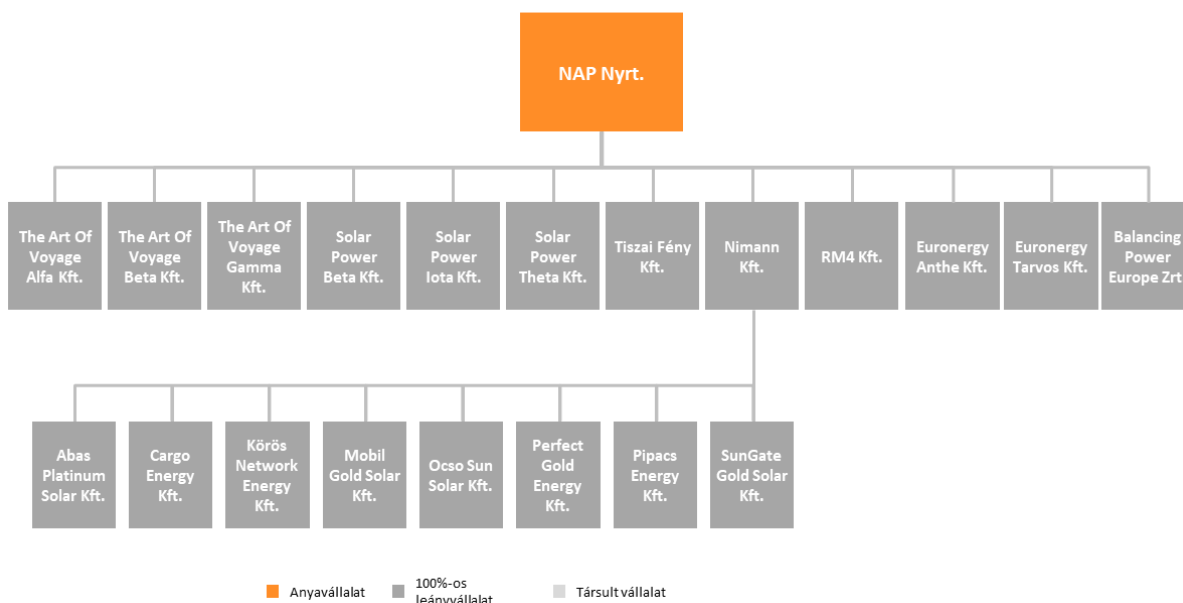 NAP Nyrt.
The Art Of
Voyage
Alfa Kft.
The Art Of
Voyage
Beta Kft.
The Art Of
Voyage
Gamma
Kft.
Solar
Power
Beta Kft.
Solar
Power
Iota Kft.
Solar
Power
Theta Kft.
Tiszai Fény
Kft.
Nimann
Kft.
RM4 Kft.
Euronergy
Anthe Kft.
Euronergy
Tarvos Kft.
Balancing
Power
Europe Zrt
Abas
Platinum
Solar Kft.
Cargo
Energy
Kft.
Körös
Network
Energy
Kft.
Mobil
Gold Solar
Kft.
Ocso Sun
Solar Kft.
Perfect
Gold
Energy
Kft.
Pipacs
Energy
Kft.
SunGate
Gold Solar
Kft.
Anyavállalat
100%-os
leányvállalat
Társult vállalat